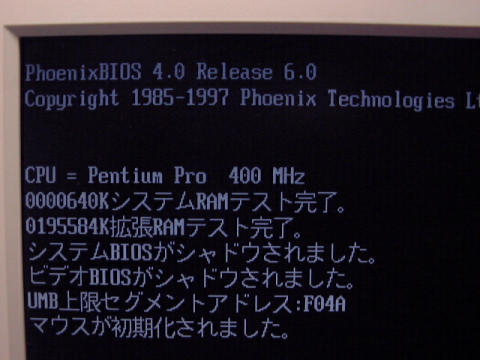 PhoenixBIOS 4.0 Release 6.0
Copyright 1985-1997 Phoenix Technologies Lt
CPU = Pentium Pro  400 MHz
0000640KシステムRAMテスト完了。
0195584K拡張RAMテスト完了。
システムBIOSがシャドウされました。
ビデオBIOSがシャドウされました。
UMB上限セグメントアドレス:F04A
マウスが初期化されました。